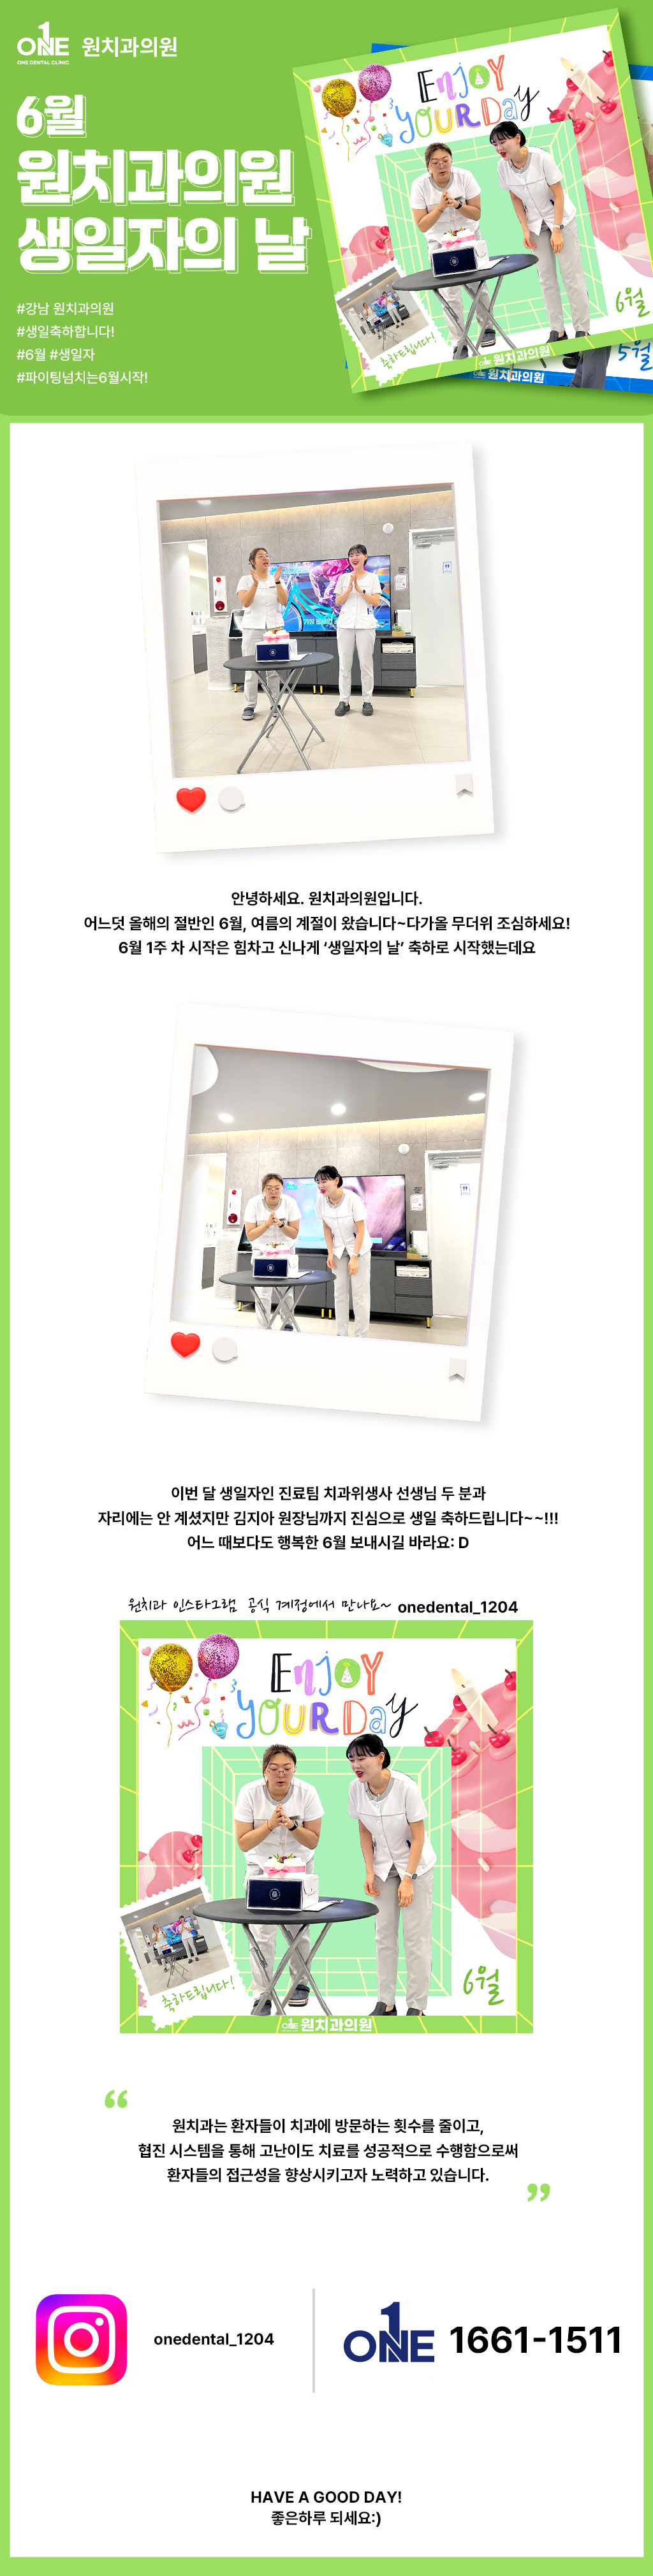 ONE
ONE DENTAL CLINIC
원치과의원
6월
원치과의원
생일자의 날
#강남 원치과의원
#생일축하합니다!
#6월 #생일자
#파이팅넘치는6월시작!
ENJOY
YOUR Day
6월
축하드립니다!
원치과의원
5월
원치과의원
안녕하세요. 원치과의원입니다.
어느덧 올해의 절반인 6월, 여름의 계절이 왔습니다~다가올 무더위 조심하세요!
6월 1주 차 시작은 힘차고 신나게 ‘생일자의 날’ 축하로 시작했는데요
이번 달 생일자인 진료팀 치과위생사 선생님 두 분과
자리에는 안 계셨지만 김지아 원장님까지 진심으로 생일 축하드립니다~~!!!
어느 때보다도 행복한 6월 보내시길 바라요: D
원치과 인스타그램 공식 계정에서 만나요~ onedental_1204
ENJOY
YOUR Day
6월
축하드립니다!
ONE 원치과의원
“
원치과는 환자들이 치과에 방문하는 횟수를 줄이고,
협진 시스템을 통해 고난이도 치료를 성공적으로 수행함으로써
환자들의 접근성을 향상시키고자 노력하고 있습니다.
”
onedental_1204
ONE 1661-1511
HAVE A GOOD DAY!
좋은하루 되세요:)